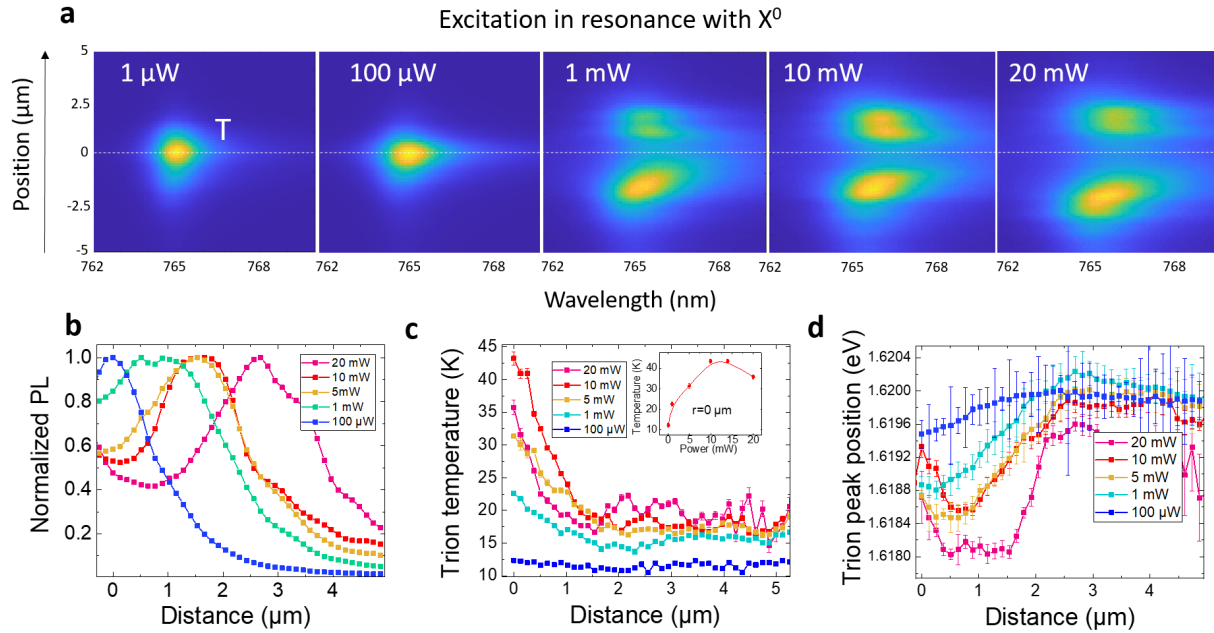 a
Excitation in resonance with X⁰
Position (µm)
5
2.5
0
-2.5
-5
1 µW
T
100 µW
1 mW
10 mW
20 mW
762
765
768
762
765
768
762
765
768
762
765
768
762
765
768
Wavelength (nm)
b
Normalized PL
1.0
0.8
0.6
0.4
0.2
20 mW
10 mW
5mW
1 mW
100 µW
0
1
2
3
4
Distance (µm)
c
Trion temperature (K)
45
40
35
30
25
20
15
10
20 mW
10 mW
5 mW
1 mW
100 µW
Temperature (K)
40
30
20
10
r=0 µm
0
10
20
Power (mW)
0
1
2
3
4
5
Distance (µm)
d
Trion peak position (eV)
1.6204
1.6200
1.6196
1.6192
1.6188
1.6184
1.6180
20 mW
10 mW
5 mW
1 mW
100 µW
0
1
2
3
4
Distance (µm)